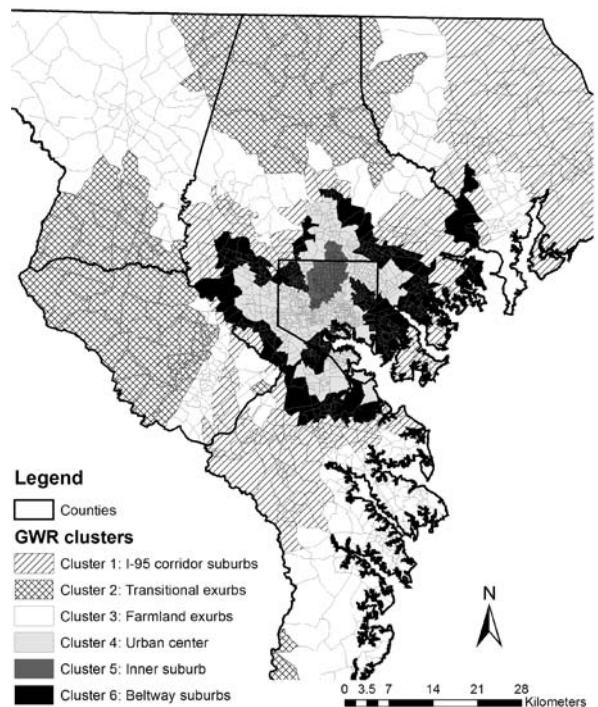 Legend
Counties
GWR clusters
Cluster 1: I-95 corridor suburbs
Cluster 2: Transitional exurbs
Cluster 3: Farmland exurbs
Cluster 4: Urban center
Cluster 5: Inner suburb
Cluster 6: Beltway suburbs
N
0 3.5 7 14 21 28
Kilometers